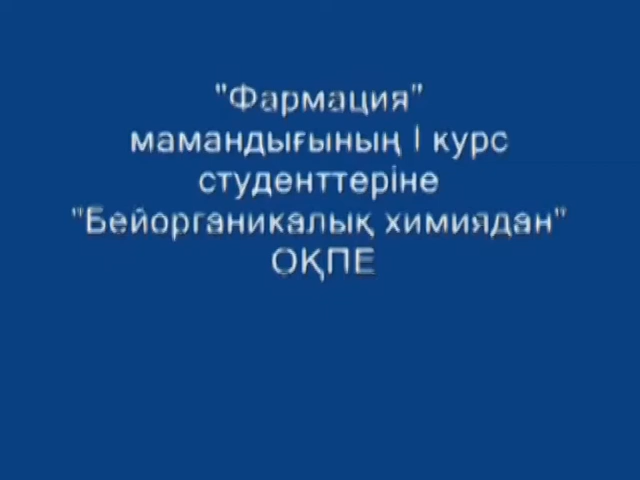 "Фармация"
мамандығының I курс
студенттеріне
"Бейорганикалық химиядан"
ОҚПЕ